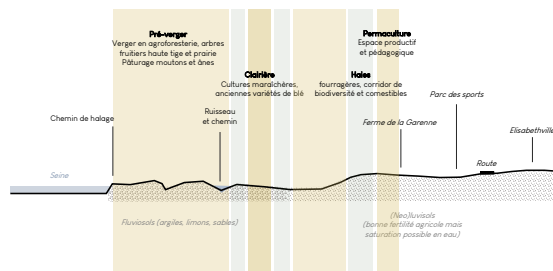 Pré-verger
Verger en agroforesterie, arbres
fruitiers haute tige et prairie
Pâturage moutons et ânes
Permaculture
Espace productif
et pédagogique
Clairière
Cultures maraîchères,
anciennes variétés de blé
Haies
fourragères, corridor de
biodiversité et comestibles
Parc des sports
Chemin de halage
Ruisseau
et chemin
Ferme de la Garenne
Elisabethville
Seine
Route
Fluviosols (argiles, limons, sables)
(Neo)luvisols
(bonne fertilité agricole mais
saturation possible en eau)